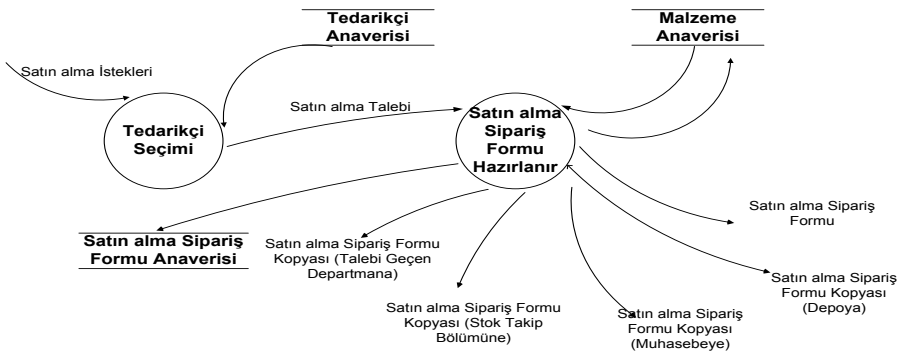 Tedarikçi
Anaverisi
Malzeme
Anaverisi
Satın alma İstekleri
Satın alma Talebi
Tedarikçi
Seçimi
Satın alma
Sipariş
Formu
Hazırlanır
Satın alma Sipariş
Formu
Satın alma Sipariş
Formu Anaverisi
Satın alma Sipariş Formu
Kopyası (Talebi Geçen
Departmana)
Satın alma Sipariş
Formu Kopyası
(Depoya)
Satın alma Sipariş Formu
Kopyası (Stok Takip
Bölümüne)
Satın alma Sipariş
Formu Kopyası
(Muhasebeye)